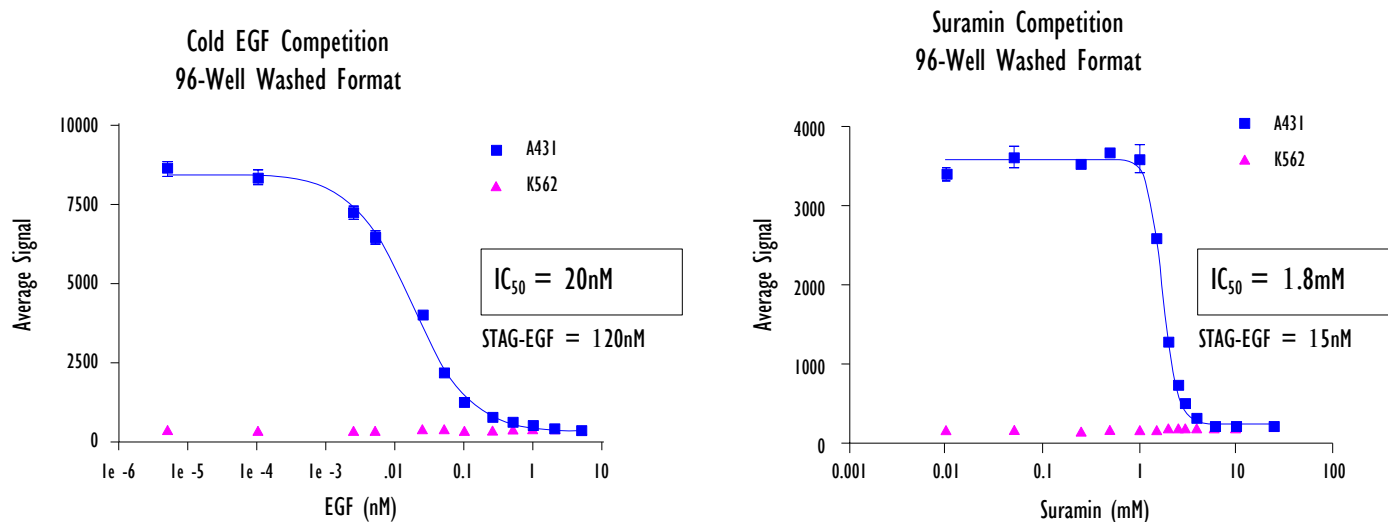 Cold EGF Competition
96-Well Washed Format
10000
7500
5000
2500
0
Average Signal
A431
K562
IC50 = 20nM
STAG-EGF = 120nM
1e -6 1e -5 1e -4 1e -3 .01 0.1 1 10
EGF (nM)
Suramin Competition
96-Well Washed Format
4000
3000
2000
1000
0
Average Signal
A431
K562
IC50 = 1.8mM
STAG-EGF = 15nM
0.001 0.01 0.1 1 10 100
Suramin (mM)